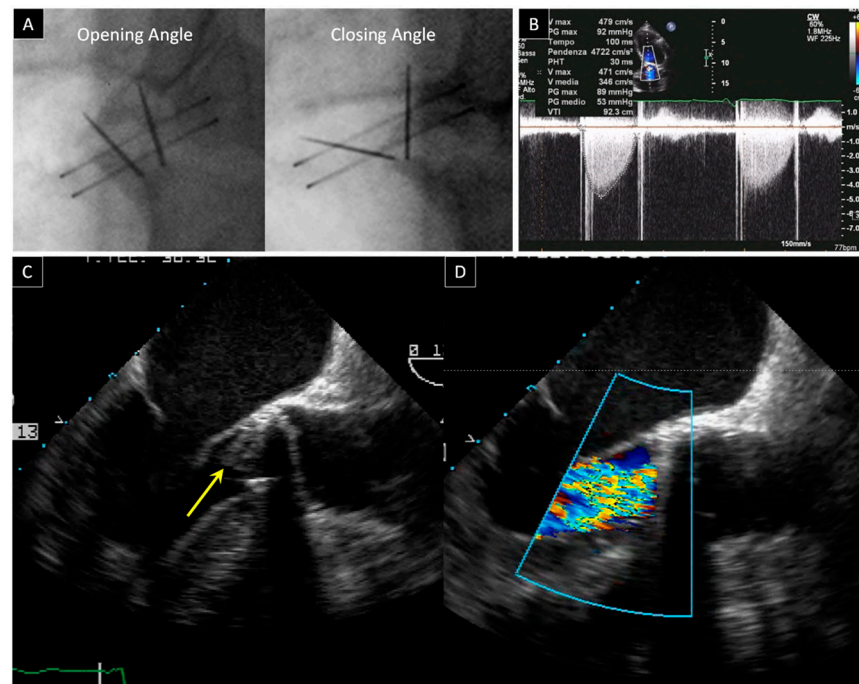 A
Opening Angle
Closing Angle
B
V max 479 cm/s
PG max 92 mmHg
Tempo 100 ms
Pendenza 4722 cm/s²
PHT 30 ms
V max 471 cm/s
V media 346 cm/s
PG max 89 mmHg
PG medio 53 mmHg
VTI 92.3 cm
0
5
10
15
CW
60%
1.8MHz
WF 225Hz
1.0
m/s
-1.0
-2.0
-3.0
-4.0
-5.0
-6.0
-7.0
150mm/s
77bpm
C
13
0
D